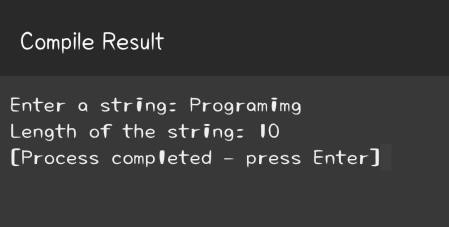 Compile Result
Enter a string: Programimg
Length of the string: 10
[Process completed - press Enter]